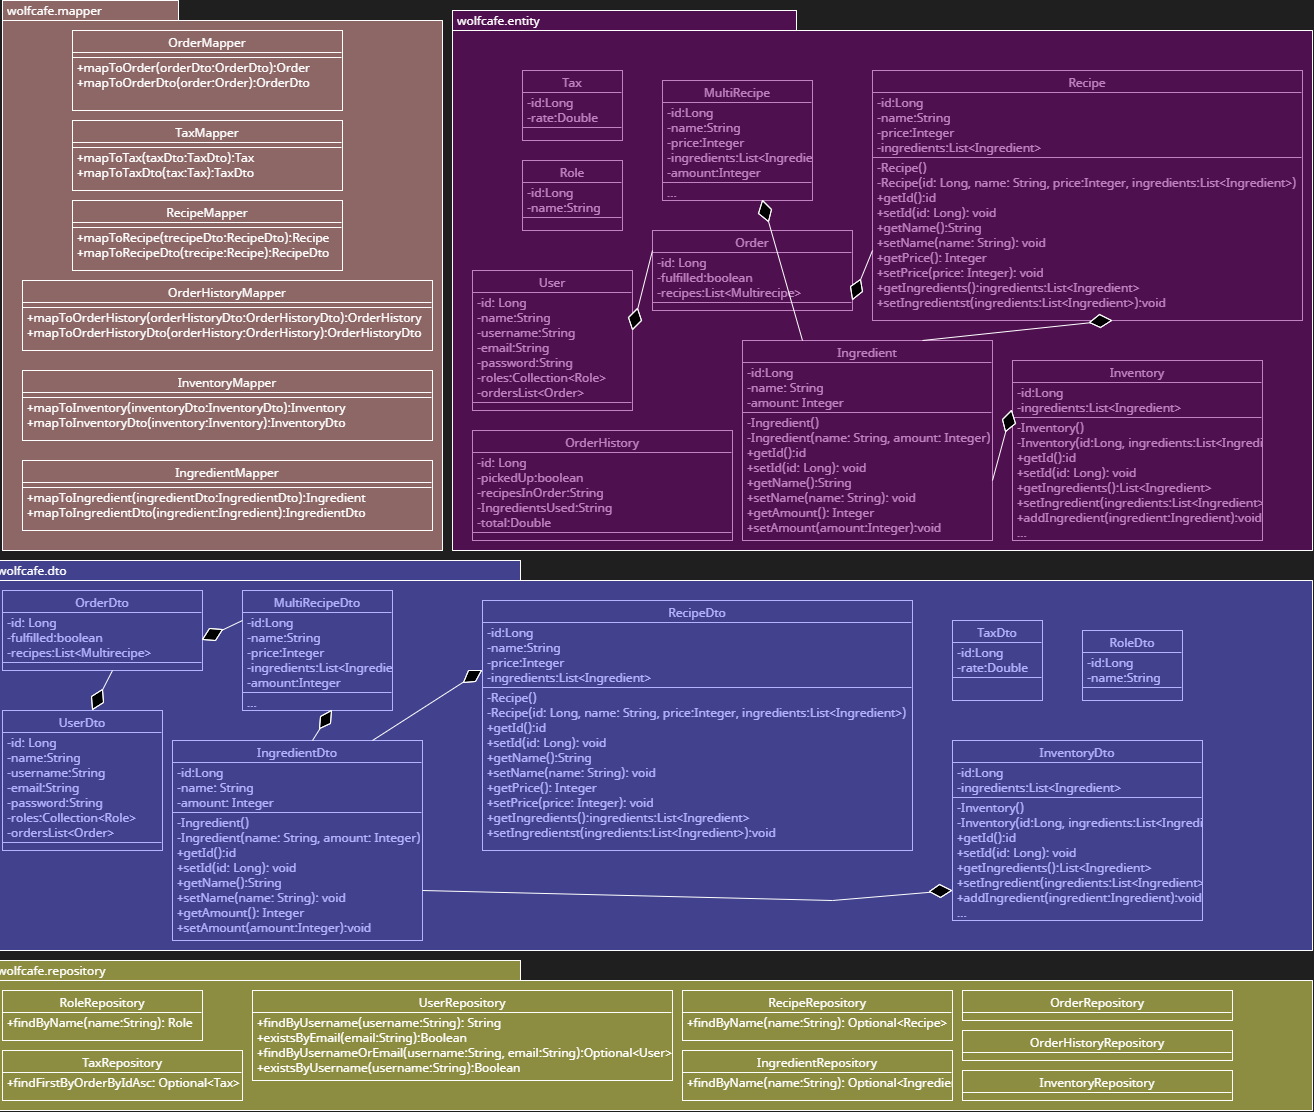 wolfcafe.mapper
OrderMapper
+mapToOrder(orderDto:OrderDto):Order
+mapToOrderDto(order:Order):OrderDto
TaxMapper
+mapToTax(taxDto:TaxDto):Tax
+mapToTaxDto(tax:Tax):TaxDto
RecipeMapper
+mapToRecipe(trecipeDto:RecipeDto):Recipe
+mapToRecipeDto(trecipe:Recipe):RecipeDto
OrderHistoryMapper
+mapToOrderHistory(orderHistoryDto:OrderHistoryDto):OrderHistory
+mapToOrderHistoryDto(orderHistory:OrderHistory):OrderHistoryDto
InventoryMapper
+mapToInventory(inventoryDto:InventoryDto):Inventory
+mapToInventoryDto(inventory:Inventory):InventoryDto
IngredientMapper
+mapToIngredient(ingredientDto:IngredientDto):Ingredient
+mapToIngredientDto(ingredient:Ingredient):IngredientDto
wolfcafe.entity
Tax
-id:Long
-rate:Double
Role
-id:Long
-name:String
MultiRecipe
-id:Long
-name:String
-price:Integer
-ingredients:List<Ingredie
-amount:Integer
...
Recipe
-id:Long
-name:String
-price:Integer
-ingredients:List<Ingredient>
-Recipe()
-Recipe(id: Long, name: String, price:Integer, ingredients:List<Ingredient>)
+getId():id
+setId(id: Long): void
+getName():String
+setName(name: String): void
+getPrice(): Integer
+setPrice(price: Integer): void
+getIngredients():ingredients:List<Ingredient>
+setIngredientst(ingredients:List<Ingredient>):void
Order
-id: Long
-fulfilled:boolean
-recipes:List<Multirecipe>
User
-id: Long
-name:String
-username:String
-email:String
-password:String
-roles:Collection<Role>
-ordersList<Order>
OrderHistory
-id: Long
-pickedUp:boolean
-recipesInOrder:String
-IngredientsUsed:String
-total:Double
Ingredient
-id:Long
-name: String
-amount: Integer
-Ingredient()
-Ingredient(name: String, amount: Integer)
+getId():id
+setId(id: Long): void
+getName():String
+setName(name: String): void
+getAmount(): Integer
+setAmount(amount:Integer):void
Inventory
-id:Long
-ingredients:List<Ingredient>
-Inventory()
-Inventory(id:Long, ingredients:List<Ingredi
+getId():id
+setId(id: Long): void
+getIngredients():List<Ingredient>
+setIngredient(ingredients:List<Ingredient>
+addIngredient(ingredient:Ingredient):void
...
wolfcafe.dto
OrderDto
-id: Long
-fulfilled:boolean
-recipes:List<Multirecipe>
MultiRecipeDto
-id:Long
-name:String
-price:Integer
-ingredients:List<Ingredie
-amount:Integer
...
UserDto
-id: Long
-name:String
-username:String
-email:String
-password:String
-roles:Collection<Role>
-ordersList<Order>
IngredientDto
-id:Long
-name: String
-amount: Integer
-Ingredient()
-Ingredient(name: String, amount: Integer)
+getId():id
+setId(id: Long): void
+getName():String
+setName(name: String): void
+getAmount(): Integer
+setAmount(amount:Integer):void
RecipeDto
-id:Long
-name:String
-price:Integer
-ingredients:List<Ingredient>
-Recipe()
-Recipe(id: Long, name: String, price:Integer, ingredients:List<Ingredient>)
+getId():id
+setId(id: Long): void
+getName():String
+setName(name: String): void
+getPrice(): Integer
+setPrice(price: Integer): void
+getIngredients():ingredients:List<Ingredient>
+setIngredientst(ingredients:List<Ingredient>):void
TaxDto
-id:Long
-rate:Double
RoleDto
-id:Long
-name:String
InventoryDto
-id:Long
-ingredients:List<Ingredient>
-Inventory()
-Inventory(id:Long, ingredients:List<Ingredi
+getId():id
+setId(id: Long): void
+getIngredients():List<Ingredient>
+setIngredient(ingredients:List<Ingredient>
+addIngredient(ingredient:Ingredient):void
...
wolfcafe.repository
RoleRepository
+findByName(name:String): Role
TaxRepository
+findFirstByOrderByIdAsc: Optional<Tax>
UserRepository
+findByUsername(username:String): String
+existsByEmail(email:String):Boolean
+findByUsernameOrEmail(username:String, email:String):Optional<User>
+existsByUsername(username:String):Boolean
RecipeRepository
+findByName(name:String): Optional<Recipe>
IngredientRepository
+findByName(name:String): Optional<Ingredie
OrderRepository
OrderHistoryRepository
InventoryRepository